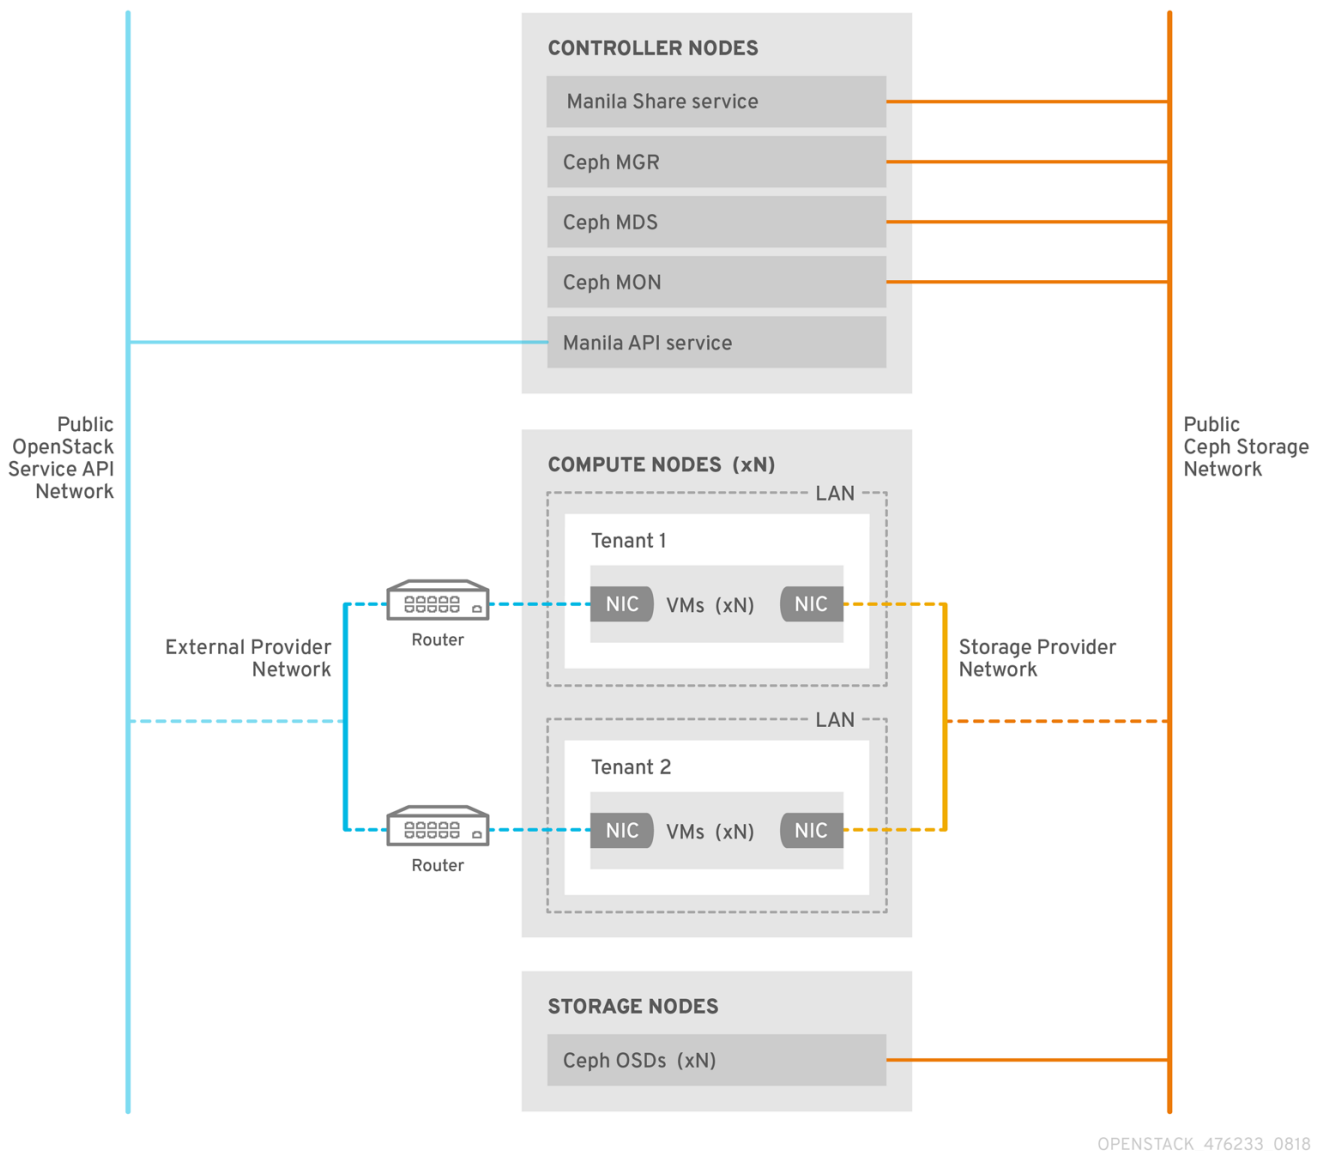 CONTROLLER NODES
Manila Share service
Ceph MGR
Ceph MDS
Ceph MON
Manila API service
Public
OpenStack
Service API
Network
Public
Ceph Storage
Network
COMPUTE NODES (xN)
LAN
Tenant 1
NIC VMs (xN) NIC
Router
External Provider
Network
Storage Provider
Network
LAN
Tenant 2
NIC VMs (xN) NIC
Router
STORAGE NODES
Ceph OSDs (xN)
OPENSTACK 476233 0818